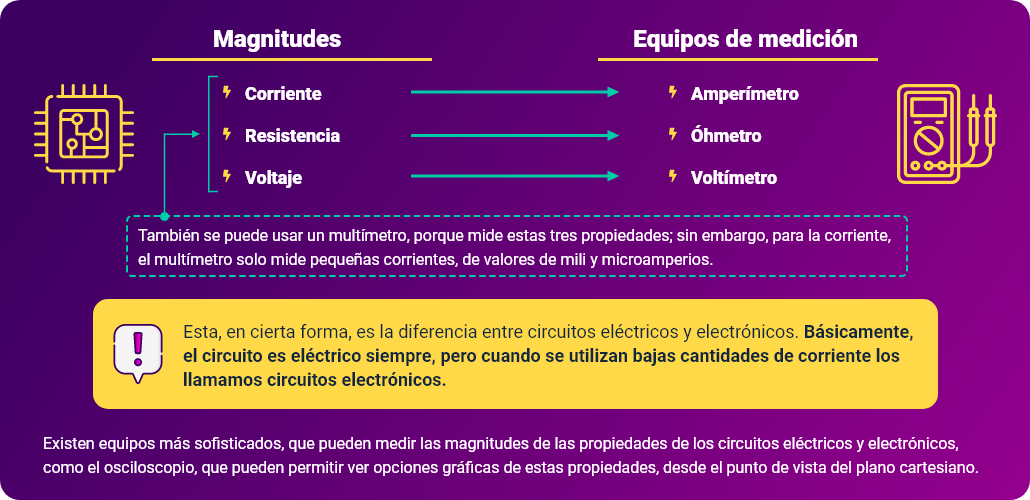 Magnitudes
Equipos de medición
Corriente
Amperímetro
Resistencia
Óhmetro
Voltaje
Voltímetro
También se puede usar un multímetro, porque mide estas tres propiedades; sin embargo, para la corriente,
el multímetro solo mide pequeñas corrientes, de valores de mili y microamperios.
Esta, en cierta forma, es la diferencia entre circuitos eléctricos y electrónicos. Básicamente,
el circuito es eléctrico siempre, pero cuando se utilizan bajas cantidades de corriente los
llamamos circuitos electrónicos.
Existen equipos más sofisticados, que pueden medir las magnitudes de las propiedades de los circuitos eléctricos y electrónicos,
como el osciloscopio, que pueden permitir ver opciones gráficas de estas propiedades, desde el punto de vista del plano cartesiano.